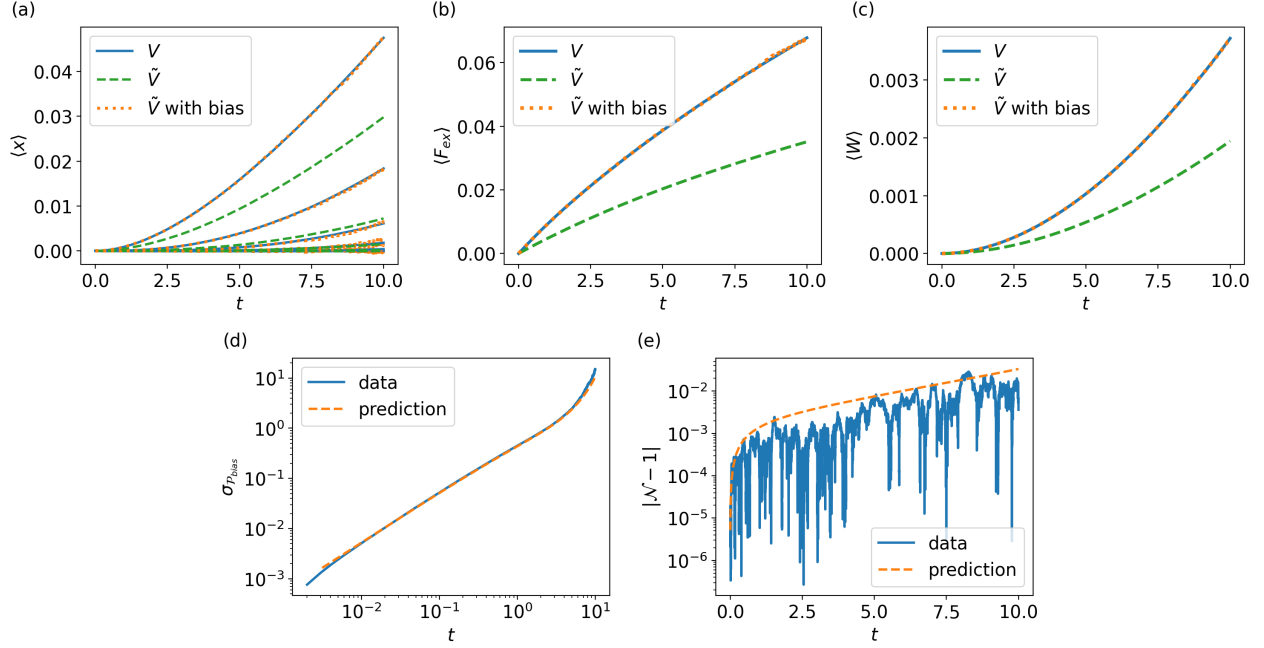 (a)
0.04
0.03
0.02
0.01
0.00
⟨x⟩
V
Ṽ
Ṽ with bias
0.0 2.5 5.0 7.5 10.0
t
(b)
0.06
0.04
0.02
0.00
⟨F_{ex}⟩
V
Ṽ
Ṽ with bias
0.0 2.5 5.0 7.5 10.0
t
(c)
0.003
0.002
0.001
0.000
⟨W⟩
V
Ṽ
Ṽ with bias
0.0 2.5 5.0 7.5 10.0
t
(d)
10^1
10^0
10^{-1}
10^{-2}
10^{-3}
σ_{𝒫_{bias}}
data
prediction
10^{-2} 10^{-1} 10^0 10^1
t
(e)
10^{-2}
10^{-3}
10^{-4}
10^{-5}
10^{-6}
|𝒩 − 1|
data
prediction
0.0 2.5 5.0 7.5 10.0
t